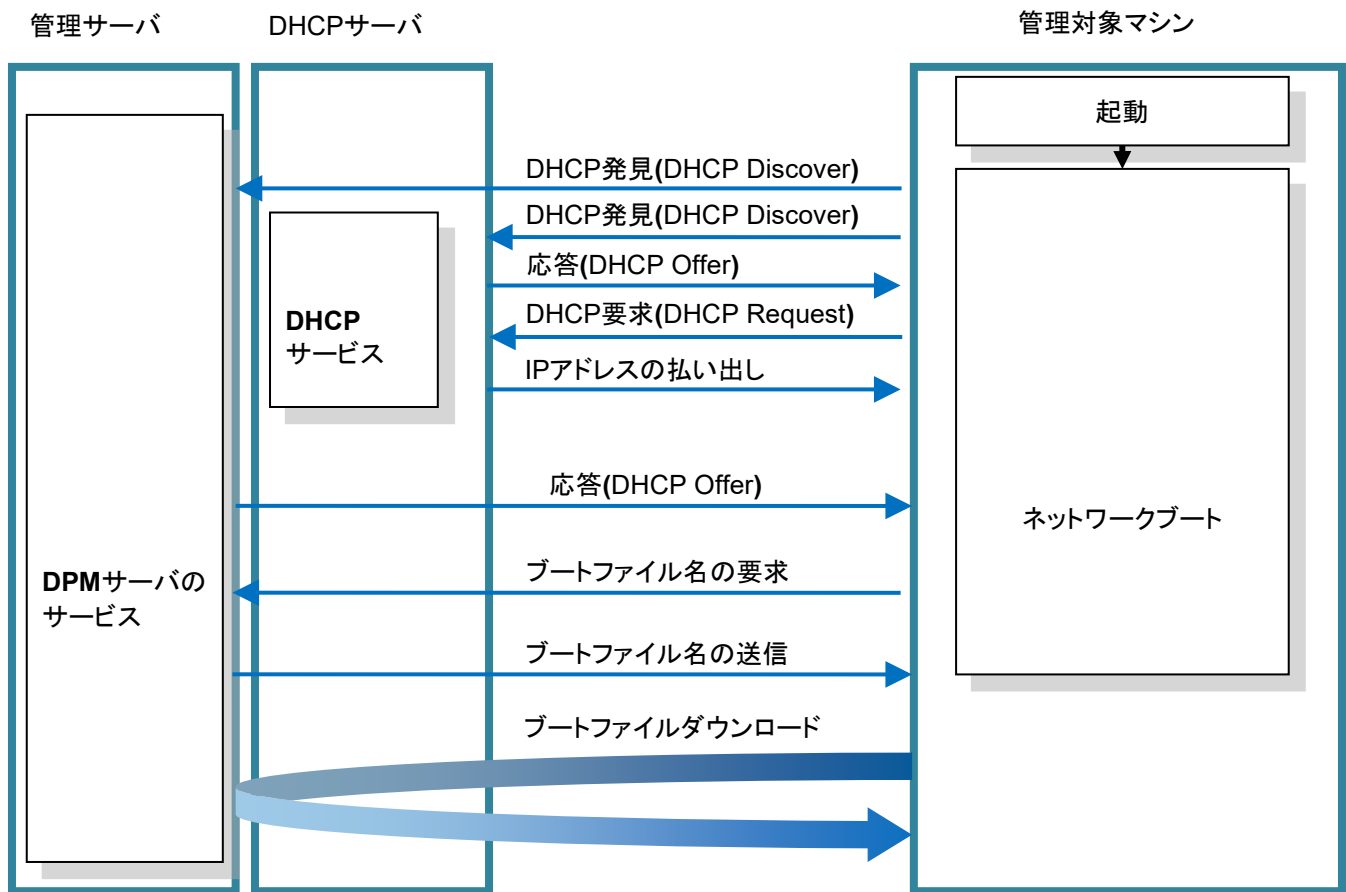 管理サーバ
DHCPサーバ
管理対象マシン
起動
DHCP発見(DHCP Discover)
DHCP発見(DHCP Discover)
応答(DHCP Offer)
DHCP
サービス
DHCP要求(DHCP Request)
IPアドレスの払い出し
応答(DHCP Offer)
ネットワークブート
DPMサーバの
サービス
ブートファイル名の要求
ブートファイル名の送信
ブートファイルダウンロード